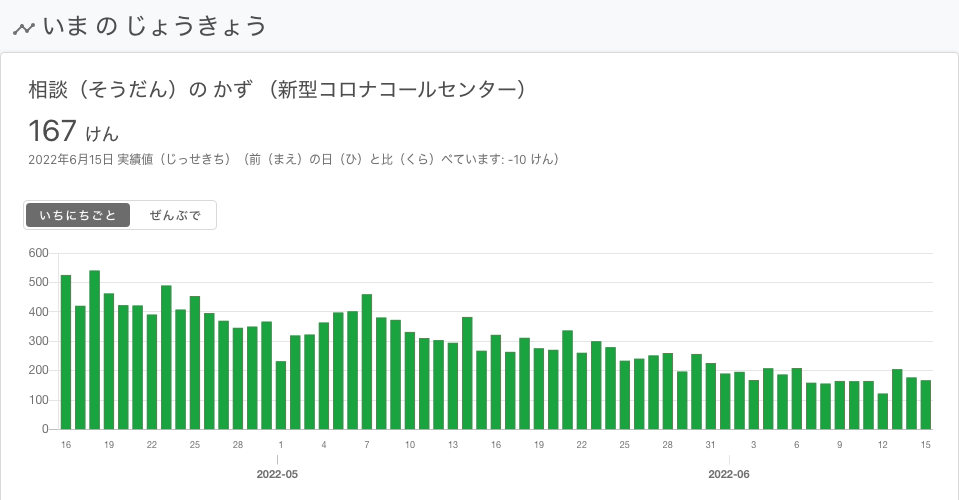 いま の じょうきょう
相談（そうだん）の かず （新型コロナコールセンター）
167 けん
2022年6月15日 実績値（じっせきち）（前（まえ）の日（ひ）と比（くら）べています: -10 けん）
いちにちごと ぜんぶで
600
500
400
300
200
100
0
16 19 22 25 28 1 4 7 10 13 16 19 22 25 28 31 3 6 9 12 15
2022-05 2022-06